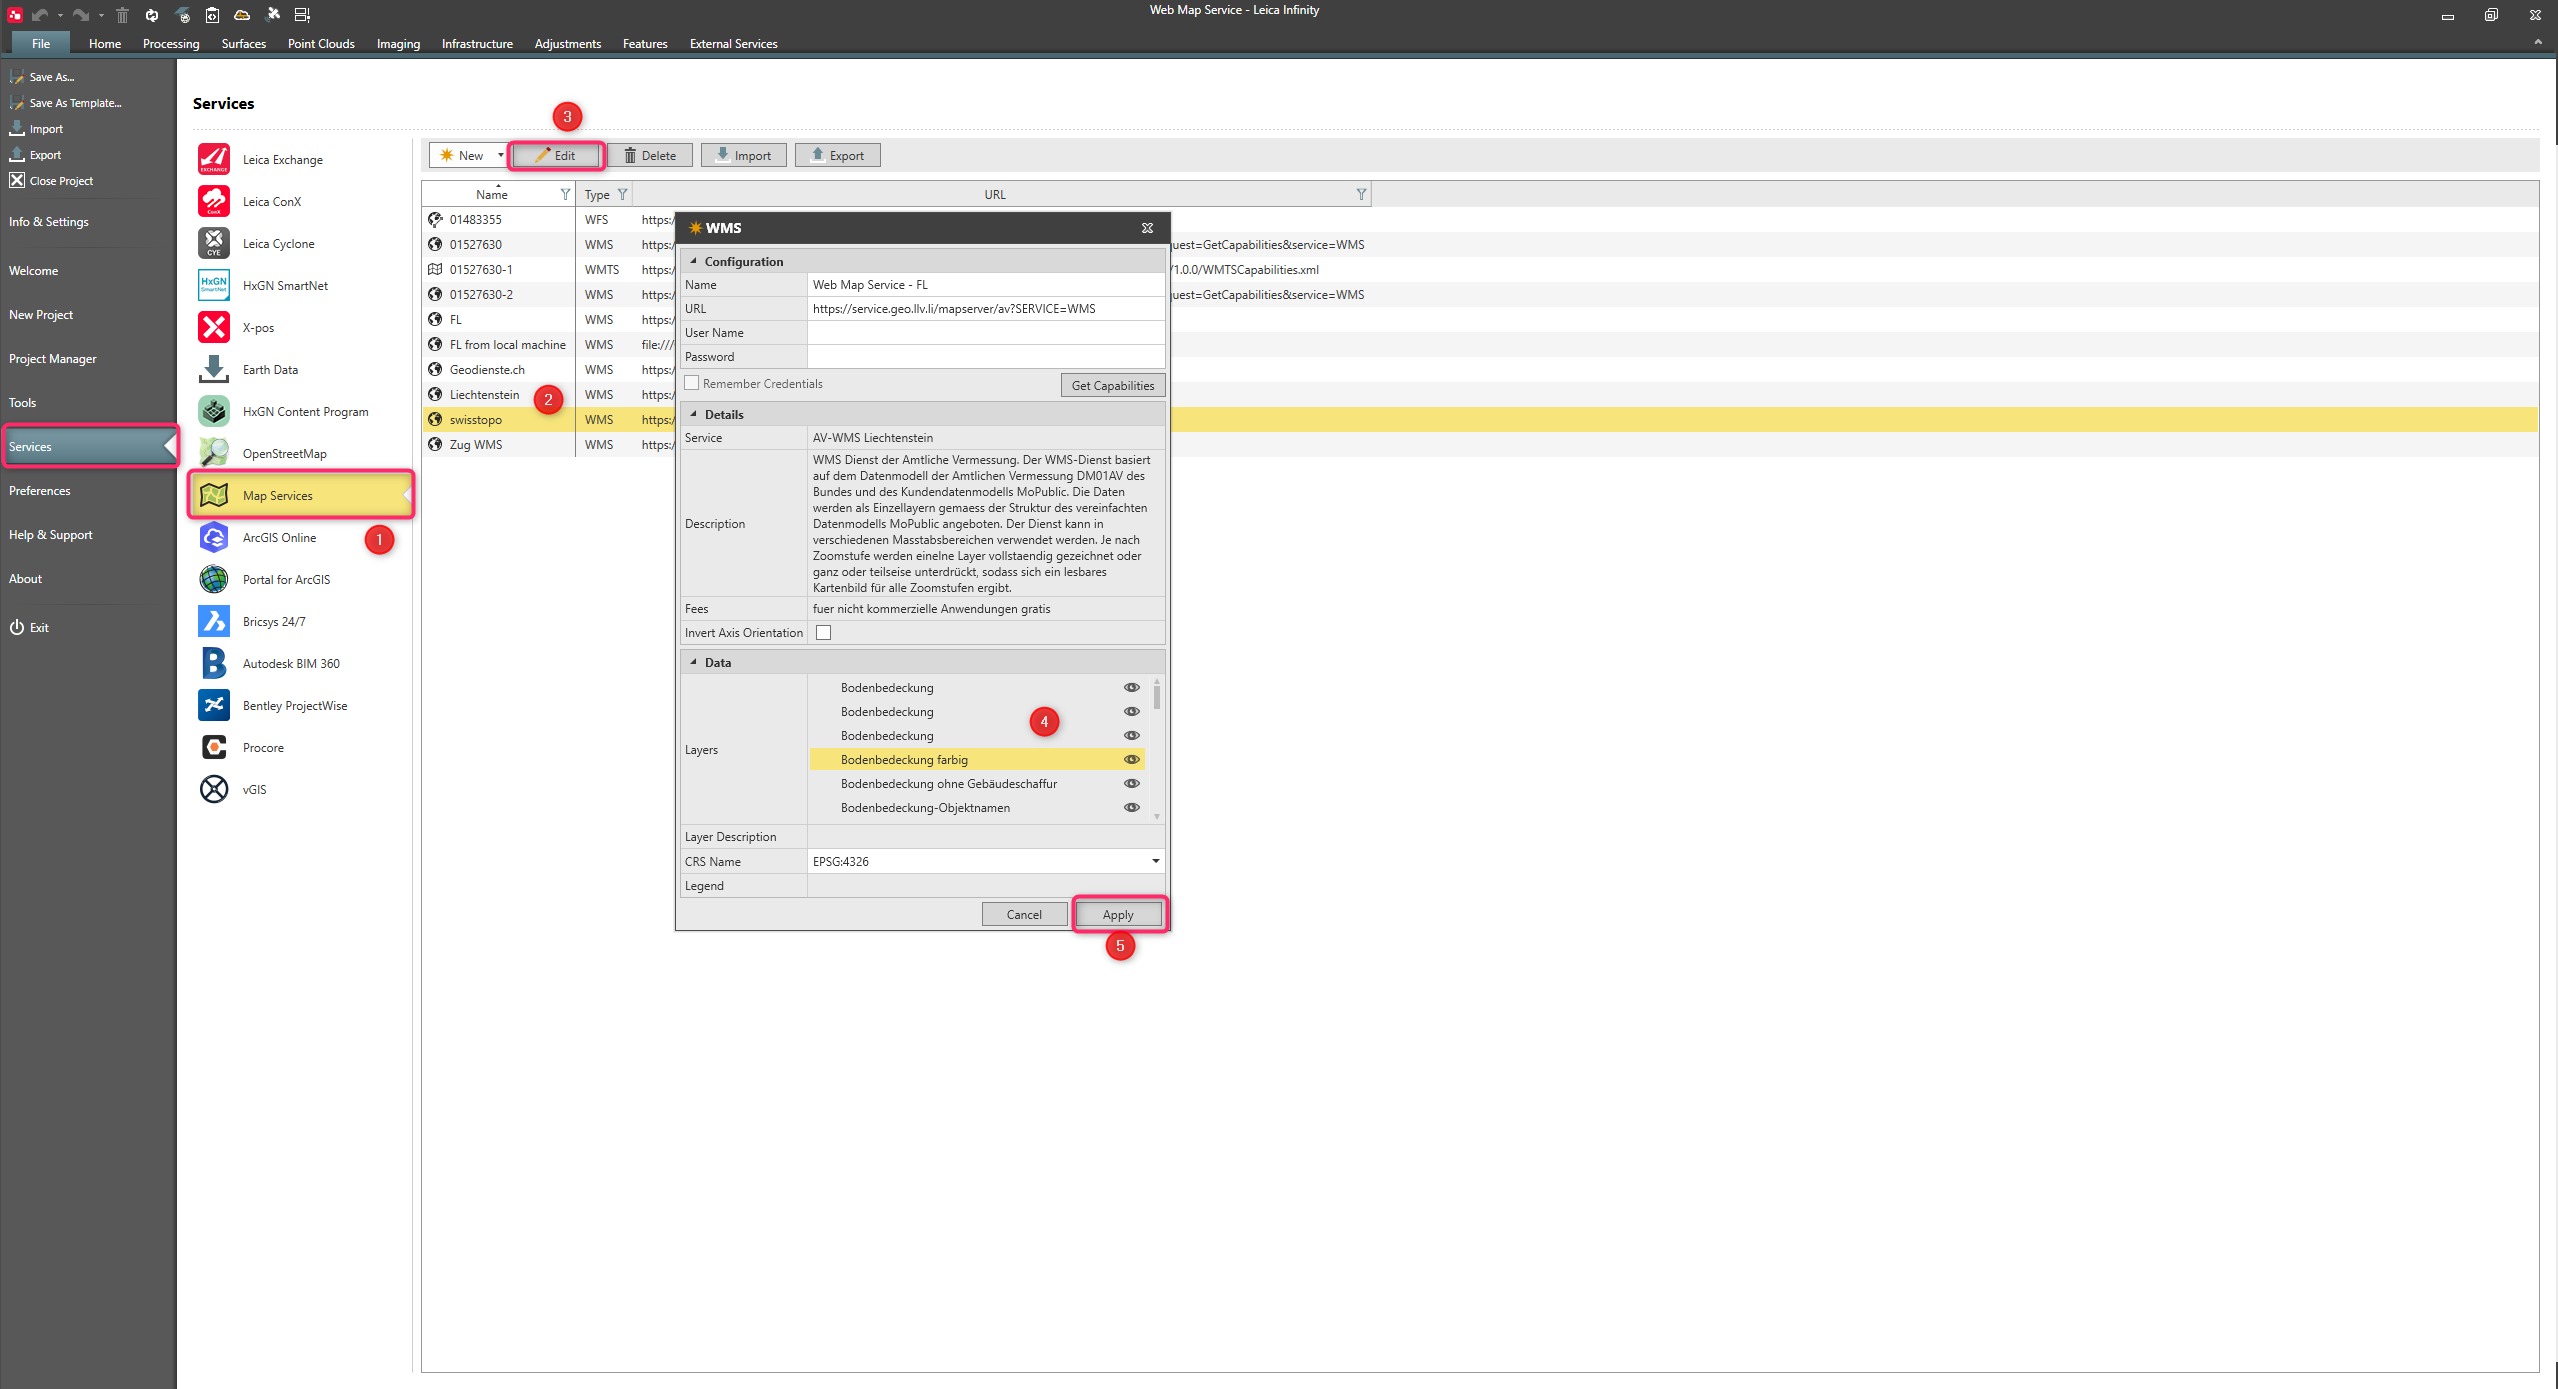 Web Map Service - Leica Infinity
File Home Processing Surfaces Point Clouds Imaging Infrastructure Adjustments Features External Services
Save As...
Save As Template...
Import
Export
Close Project
Info & Settings
Welcome
New Project
Project Manager
Tools
Services
Preferences
Help & Support
About
Exit
Services
EXCHANGE Leica Exchange
ConX Leica ConX
CYE Leica Cyclone
HxGN SmartNet HxGN SmartNet
X-pos
Earth Data
HxGN Content Program
OpenStreetMap
Map Services
1
ArcGIS Online
Portal for ArcGIS
Bricsys 24/7
Autodesk BIM 360
Bentley ProjectWise
Procore
vGIS
3
New Edit Delete Import Export
Name Type URL
01483355 WFS https:/
01527630 WMS https:/ uest=GetCapabilities&service=WMS
01527630-1 WMTS https:/ /1.0.0/WMTSCapabilities.xml
01527630-2 WMS https:/ uest=GetCapabilities&service=WMS
FL WMS https:/
FL from local machine WMS file:///
Geodienste.ch WMS https:/
Liechtenstein WMS https:/
2
swisstopo WMS https:/
Zug WMS WMS https:/
WMS
Configuration
Name Web Map Service - FL
URL https://service.geo.llv.li/mapserver/av?SERVICE=WMS
User Name
Password
Remember Credentials Get Capabilities
Details
Service AV-WMS Liechtenstein
Description
WMS Dienst der Amtliche Vermessung. Der WMS-Dienst basiert
auf dem Datenmodell der Amtlichen Vermessung DM01AV des
Bundes und des Kundendatenmodells MoPublic. Die Daten
werden als Einzellayern gemaess der Struktur des vereinfachten
Datenmodells MoPublic angeboten. Der Dienst kann in
verschiedenen Masstabsbereichen verwendet werden. Je nach
Zoomstufe werden einelne Layer vollstaendig gezeichnet oder
ganz oder teilseise unterdrückt, sodass sich ein lesbares
Kartenbild für alle Zoomstufen ergibt.
Fees fuer nicht kommerzielle Anwendungen gratis
Invert Axis Orientation
Data
Layers
Bodenbedeckung
Bodenbedeckung
4
Bodenbedeckung
Bodenbedeckung farbig
Bodenbedeckung ohne Gebäudeschaffur
Bodenbedeckung-Objektnamen
Layer Description
CRS Name EPSG:4326
Legend
Cancel Apply
5